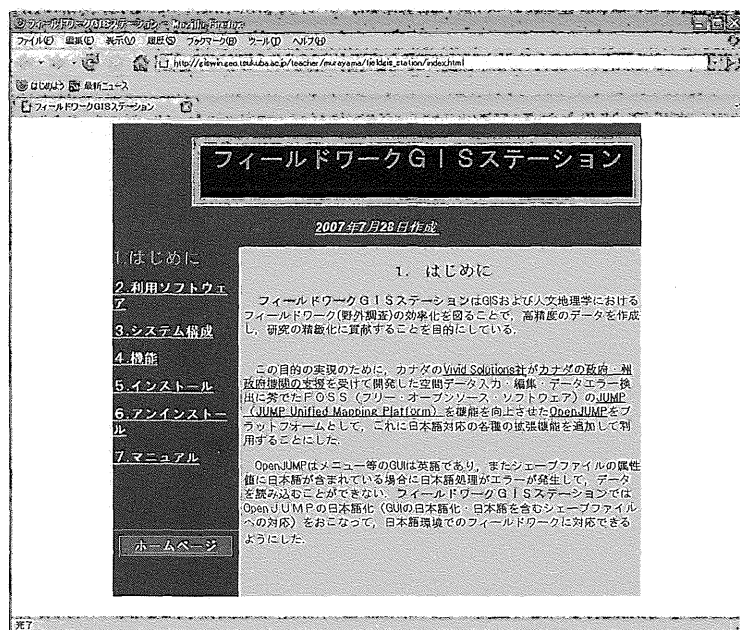 フィールドワークGISステーション - Mozilla Firefox
ファイル(F) 編集(E) 表示(V) 履歴(S) ブックマーク(B) ツール(T) ヘルプ(H)
http://giswin.geo.tsukuba.ac.jp/teacher/murayama/fieldgis_station/index.html
はじめよう 最新ニュース
フィールドワークGISステーション
フィールドワークＧＩＳステーション
2007年7月28日作成
1.はじめに
2.利用ソフトウェ
ア
3.システム構成
4.機能
5.インストール
6.アンインストー
ル
7.マニュアル
ホームページ
1. はじめに
フィールドワークＧＩＳステーションはGISおよび人文地理学における
フィールドワーク(野外調査)の効率化を図ることで，高精度のデータを作成
し，研究の精緻化に貢献することを目的にしている．
この目的の実現のために，カナダのVivid Solutions社がカナダの政府・州
政府機関の支援を受けて開発した空間データ入力・編集・データエラー検
出に秀でたＦＯＳＳ（フリー・オープンソース・ソフトウェア）のJUMP
（JUMP Unified Mapping Platform）を機能を向上させたOpenJUMPをプ
ラットフォームとして，これに日本語対応の各種の拡張機能を追加して利
用することにした．
OpenJUMPはメニュー等のGUIは英語であり，またシェープファイルの属性
値に日本語が含まれている場合に日本語処理がエラーが発生して，データ
を読み込むことができない．フィールドワークＧＩＳステーションでは
OpenＪＵＭＰの日本語化（GUIの日本語化・日本語を含むシェープファイル
への対応）をおこなって，日本語環境でのフィールドワークに対応できる
ようにした．
完了